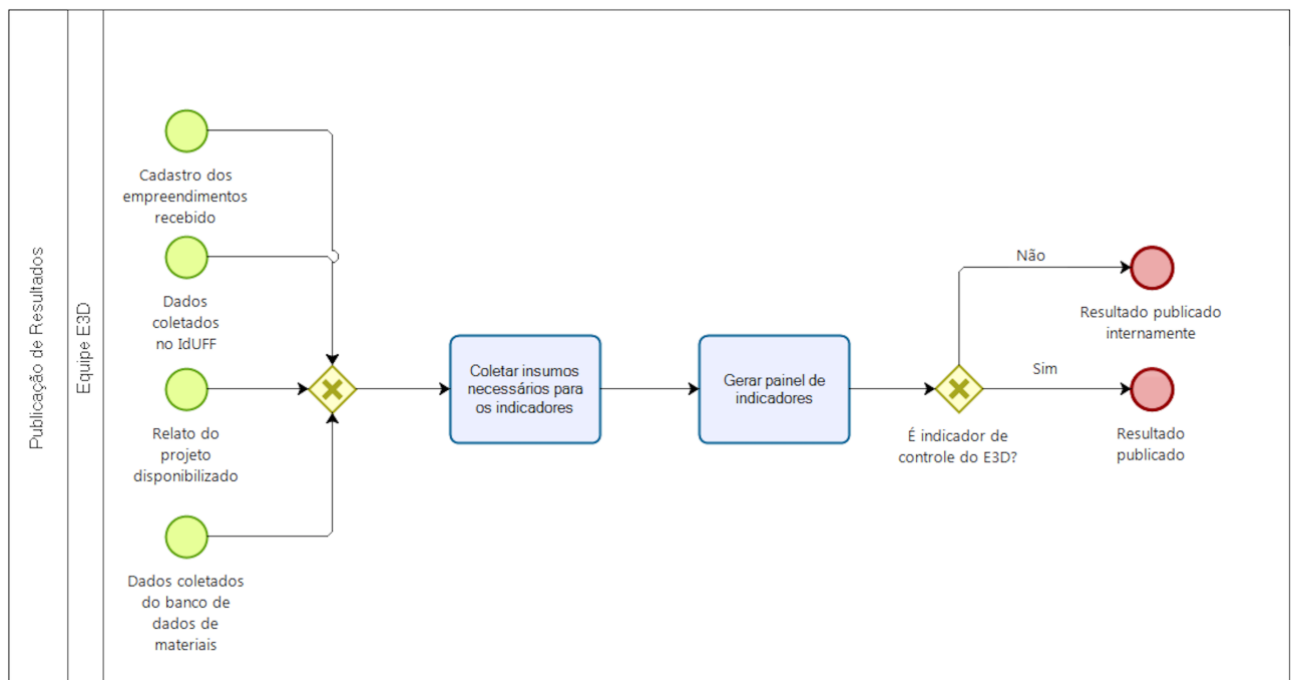 Publicação de Resultados
Equipe E3D
Cadastro dos
empreendimentos
recebido
Dados
coletados
no IdUFF
Relato do
projeto
disponibilizado
Dados coletados
do banco de
dados de
materiais
Coletar insumos
necessários para
os indicadores
Gerar painel de
indicadores
É indicador de
controle do E3D?
Não
Resultado publicado
internamente
Sim
Resultado
publicado